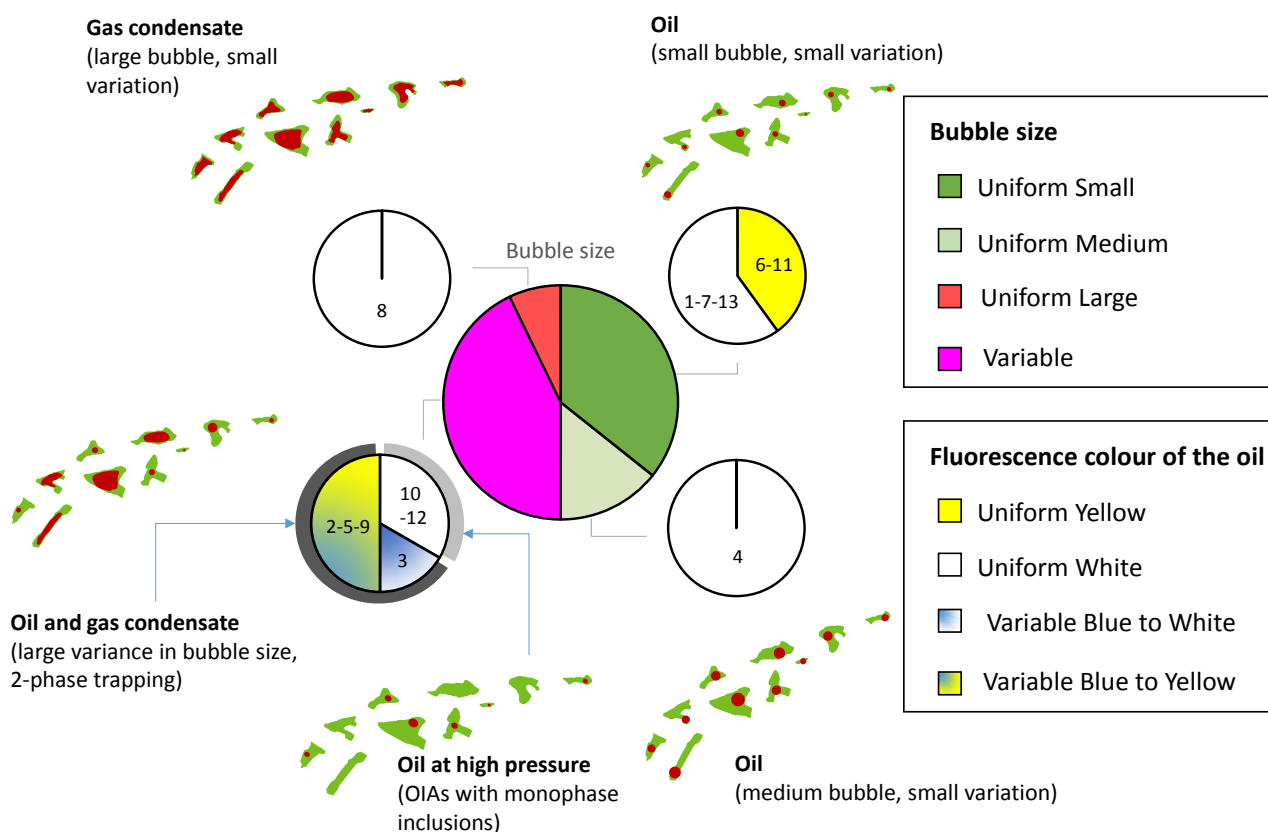 Gas condensate
(large bubble, small
variation)
Oil
(small bubble, small variation)
Bubble size
8
6-11
1-7-13
10
-12
2-5-9
3
4
Oil and gas condensate
(large variance in bubble size,
2-phase trapping)
Oil at high pressure
(OIAs with monophase
inclusions)
Oil
(medium bubble, small variation)
Bubble size
Uniform Small
Uniform Medium
Uniform Large
Variable
Fluorescence colour of the oil
Uniform Yellow
Uniform White
Variable Blue to White
Variable Blue to Yellow